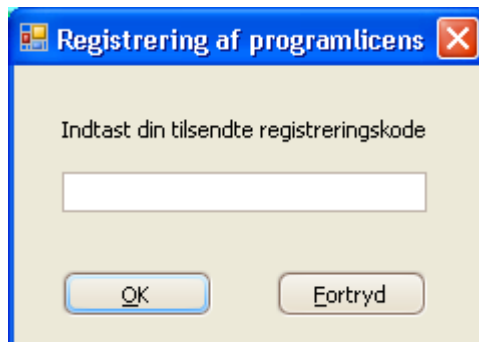 Registrering af programlicens
Indtast din tilsendte registreringskode
OK
Fortryd